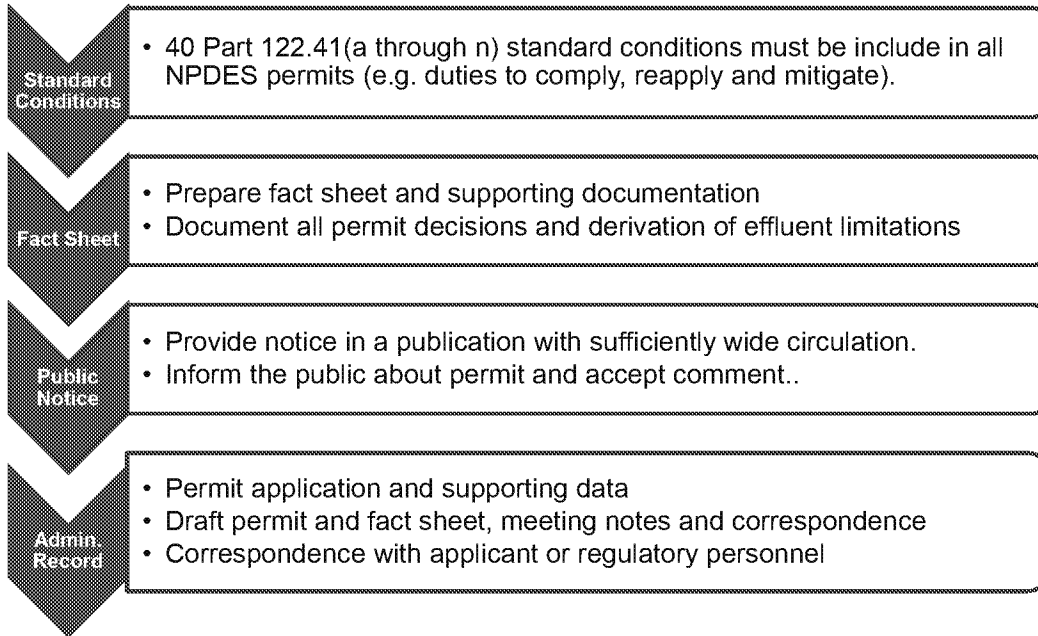 Standard
Conditions
• 40 Part 122.41(a through n) standard conditions must be include in all
NPDES permits (e.g. duties to comply, reapply and mitigate).
Fact Sheet
• Prepare fact sheet and supporting documentation
• Document all permit decisions and derivation of effluent limitations
Public
Notice
• Provide notice in a publication with sufficiently wide circulation.
• Inform the public about permit and accept comment..
Admin.
Record
• Permit application and supporting data
• Draft permit and fact sheet, meeting notes and correspondence
• Correspondence with applicant or regulatory personnel